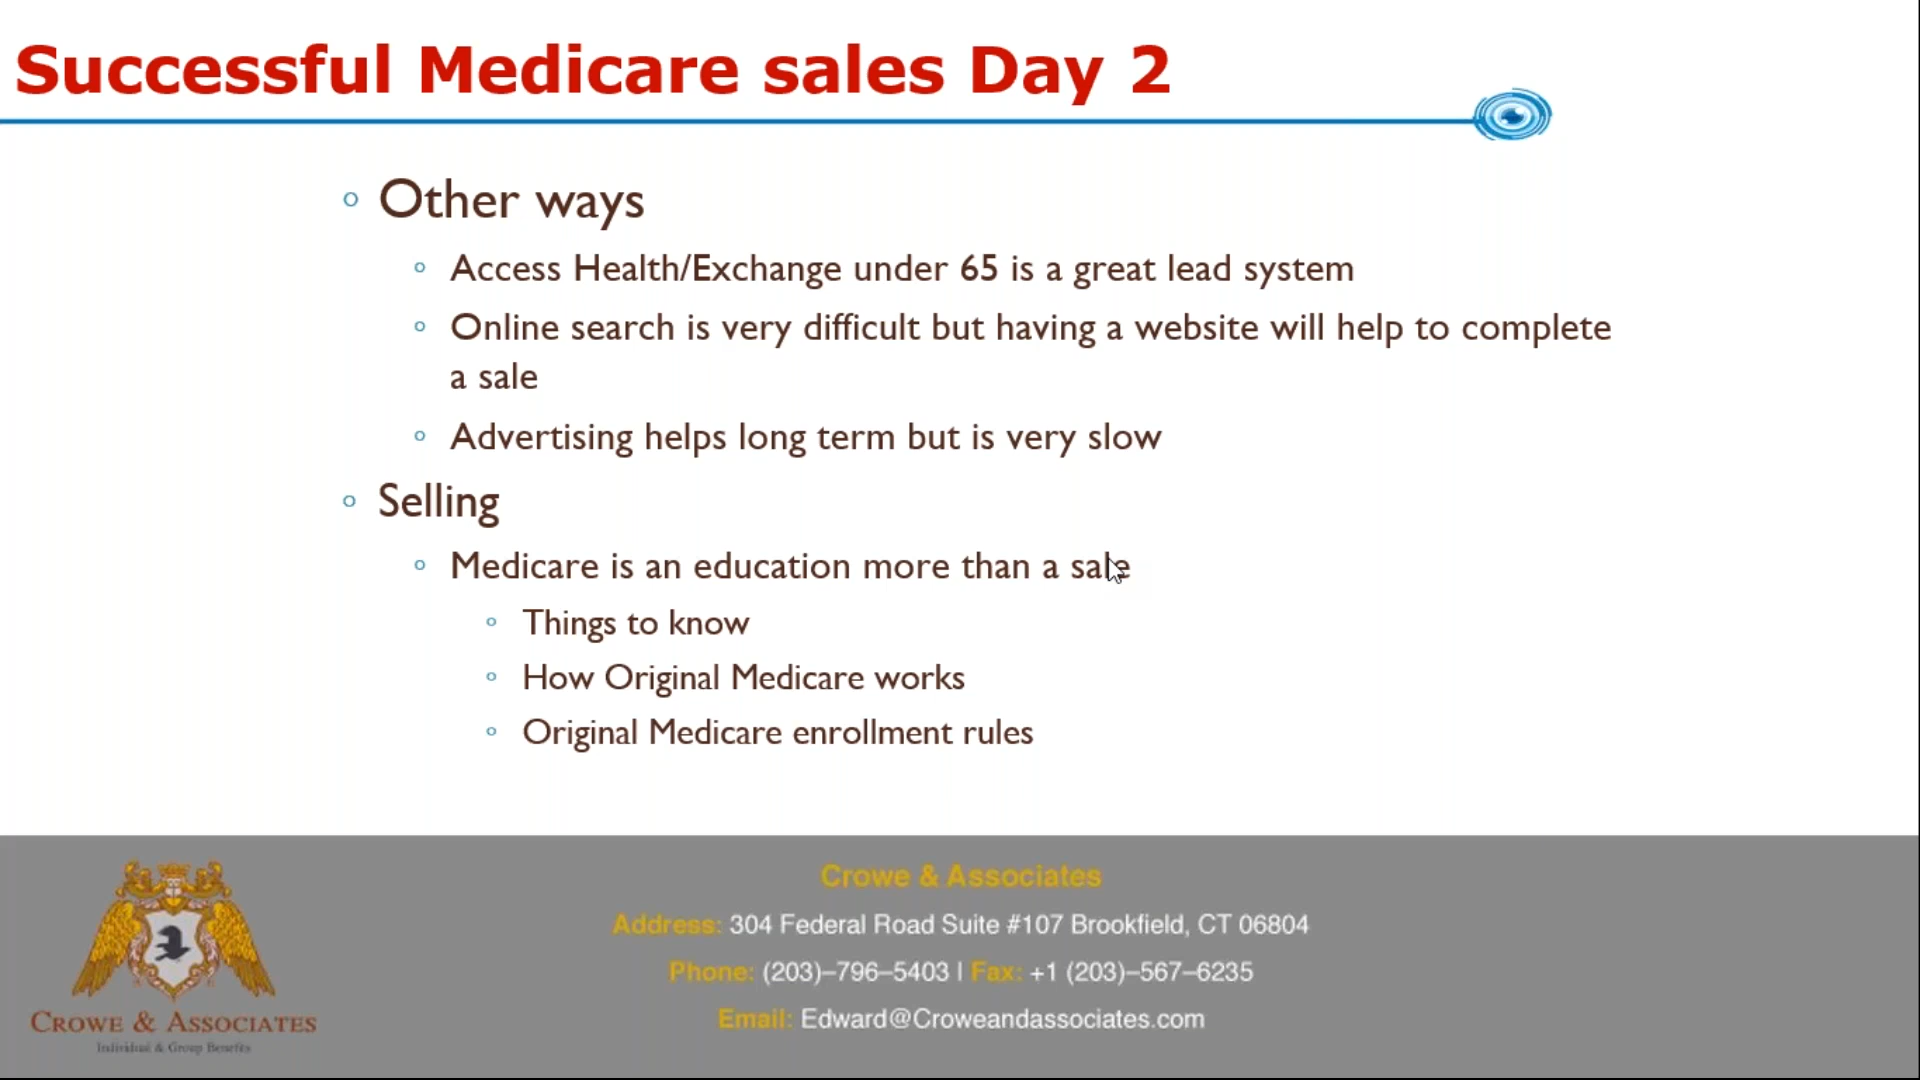 Successful Medicare sales Day 2
Other ways
Access Health/Exchange under 65 is a great lead system
Online search is very difficult but having a website will help to complete
a sale
Advertising helps long term but is very slow
Selling
Medicare is an education more than a sale
Things to know
How Original Medicare works
Original Medicare enrollment rules
Crowe & Associates
Address: 304 Federal Road Suite #107 Brookfield, CT 06804
Phone: (203)–796–5403 | Fax: +1 (203)–567–6235
Email: Edward@Croweandassociates.com
CROWE & ASSOCIATES
Individual & Group Benefits